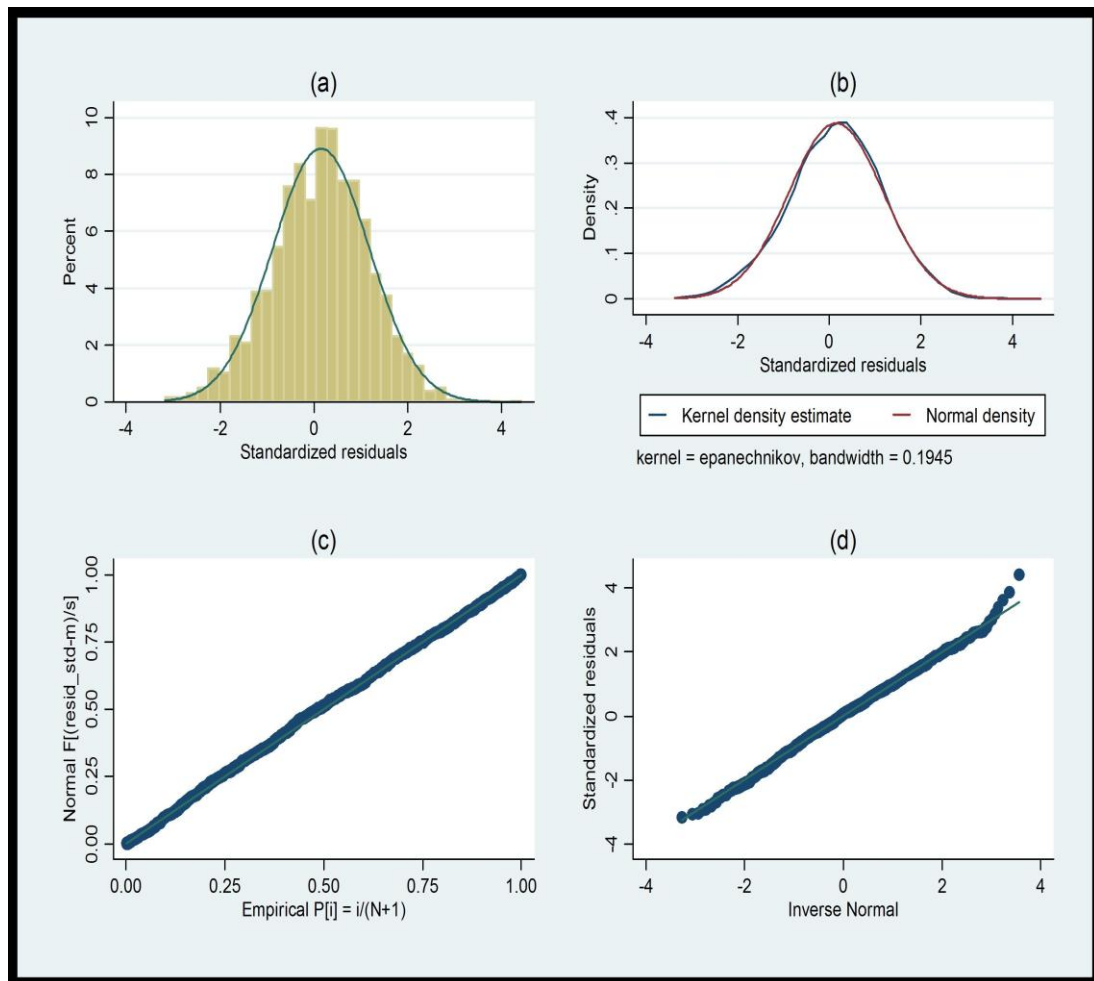 (a)
10
8
6
4
2
0
Percent
-4 -2 0 2 4
Standardized residuals
(b)
.4
.3
.2
.1
0
Density
-4 -2 0 2 4
Standardized residuals
Kernel density estimate Normal density
kernel = epanechnikov, bandwidth = 0.1945
(c)
1.00
0.75
0.50
0.25
0.00
Normal F[(resid_std-m)/s]
0.00 0.25 0.50 0.75 1.00
Empirical P[i] = i/(N+1)
(d)
4
2
0
-2
-4
Standardized residuals
-4 -2 0 2 4
Inverse Normal